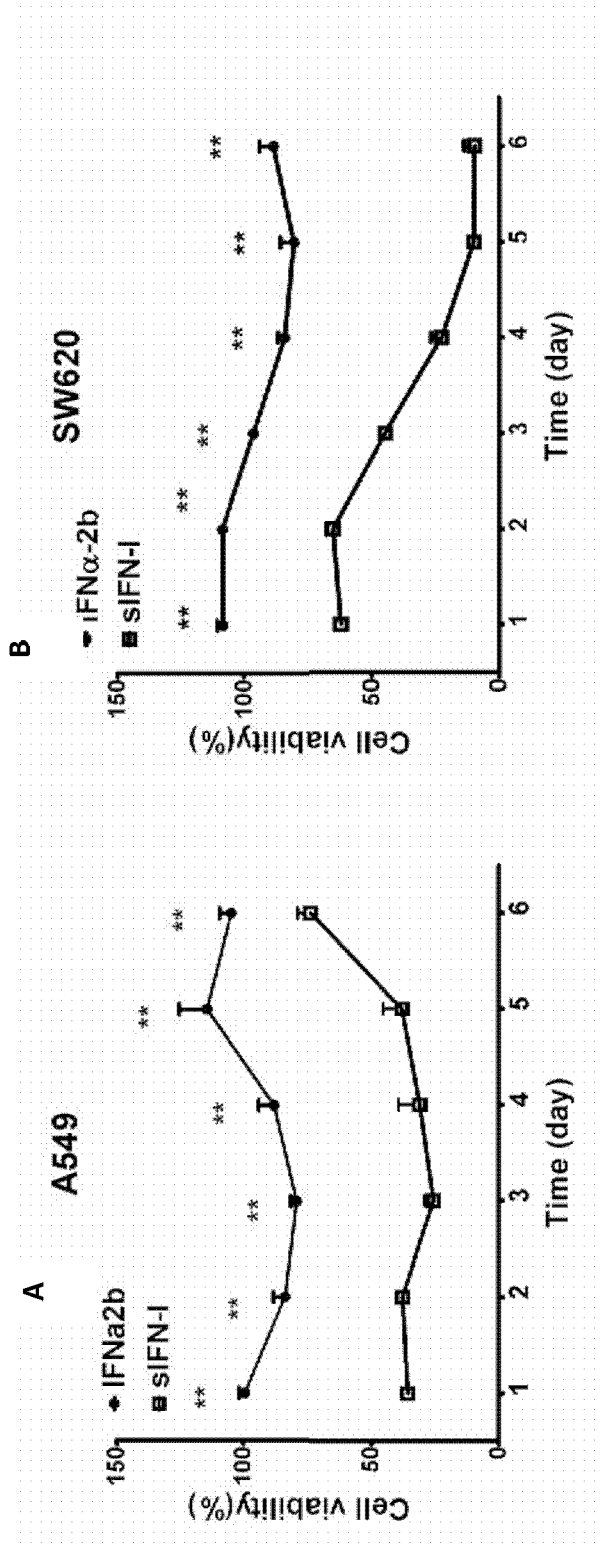 A
A549
IFNa2b
sIFN-I
Cell viability(%)
150
100
50
0
**
**
**
**
**
**
1
2
3
4
5
6
Time (day)
B
SW620
IFNα-2b
sIFN-I
Cell viability(%)
150
100
50
0
**
**
**
**
**
**
1
2
3
4
5
6
Time (day)